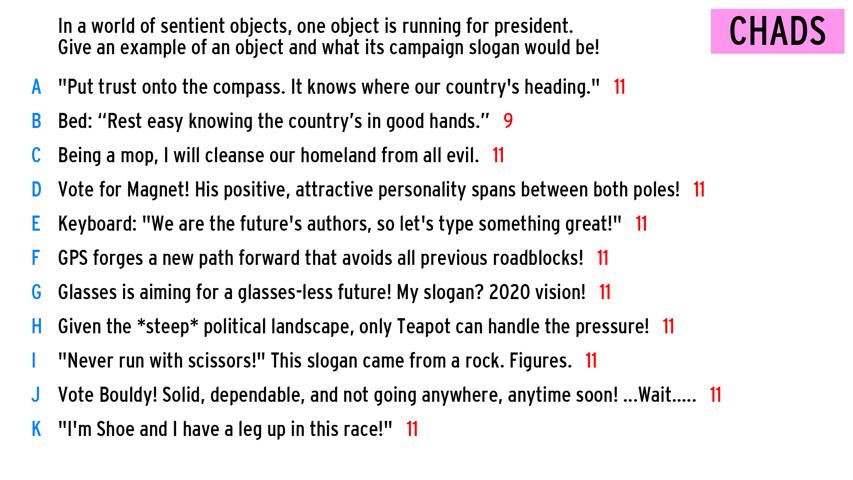 In a world of sentient objects, one object is running for president.
Give an example of an object and what its campaign slogan would be!
CHADS
A "Put trust onto the compass. It knows where our country's heading." 11
B Bed: “Rest easy knowing the country’s in good hands.” 9
C Being a mop, I will cleanse our homeland from all evil. 11
D Vote for Magnet! His positive, attractive personality spans between both poles! 11
E Keyboard: "We are the future's authors, so let's type something great!" 11
F GPS forges a new path forward that avoids all previous roadblocks! 11
G Glasses is aiming for a glasses-less future! My slogan? 2020 vision! 11
H Given the *steep* political landscape, only Teapot can handle the pressure! 11
I "Never run with scissors!" This slogan came from a rock. Figures. 11
J Vote Bouldy! Solid, dependable, and not going anywhere, anytime soon! ...Wait..... 11
K "I'm Shoe and I have a leg up in this race!" 11